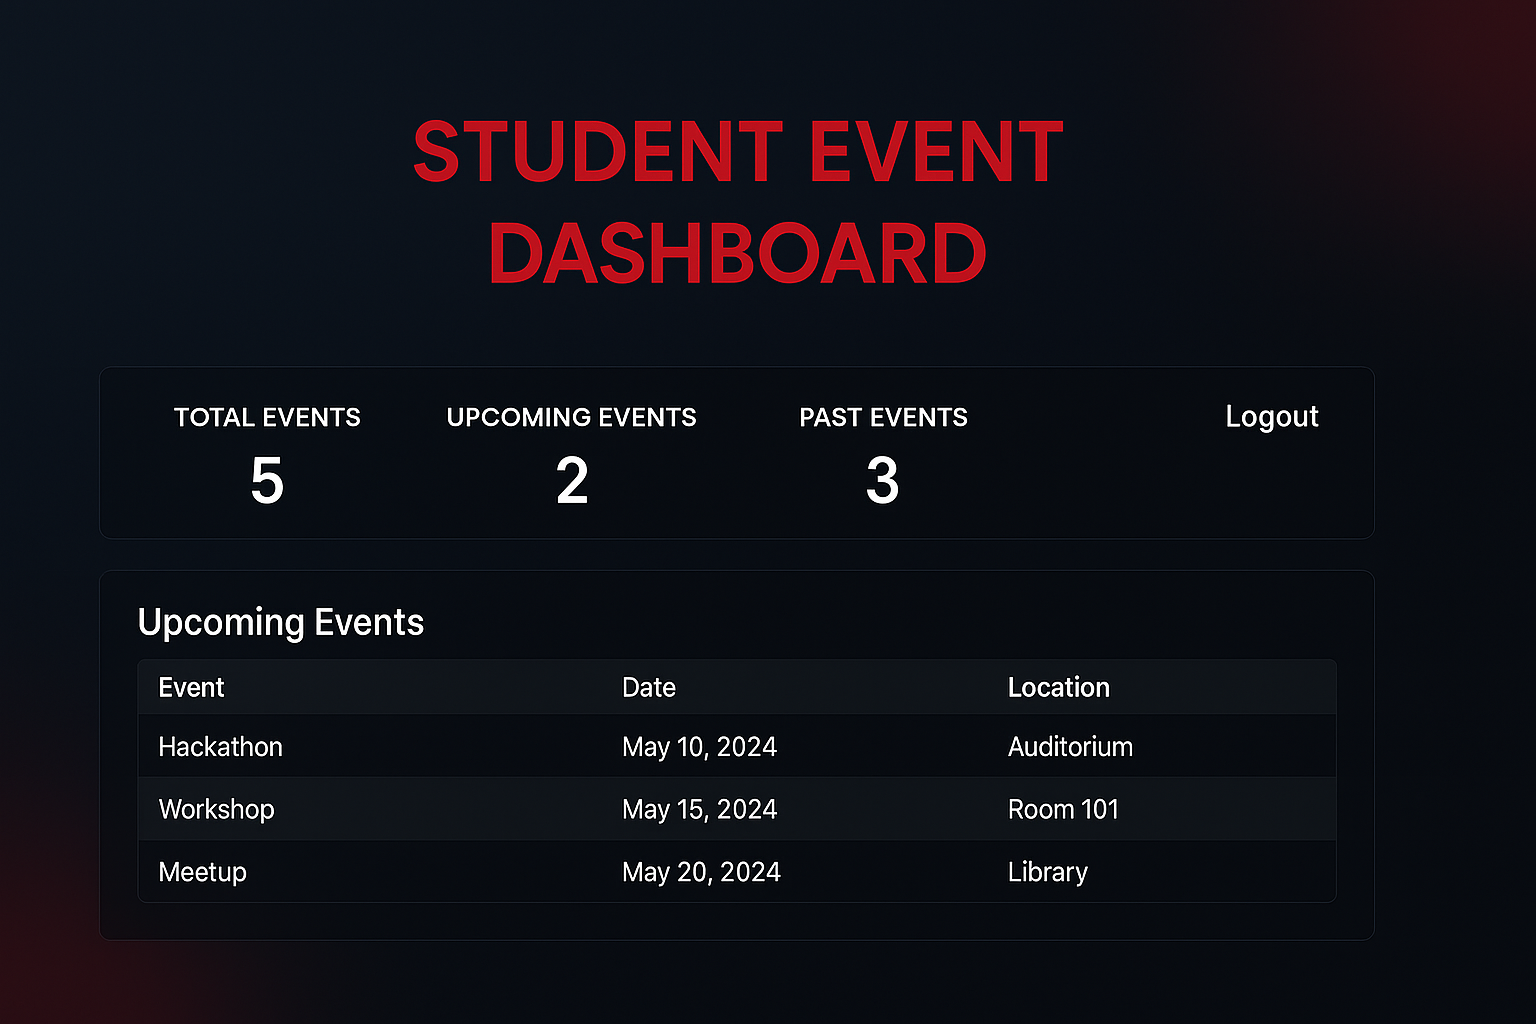 STUDENT EVENT
DASHBOARD
TOTAL EVENTS UPCOMING EVENTS PAST EVENTS Logout
5 2 3
Upcoming Events
Event Date Location
Hackathon May 10, 2024 Auditorium
Workshop May 15, 2024 Room 101
Meetup May 20, 2024 Library